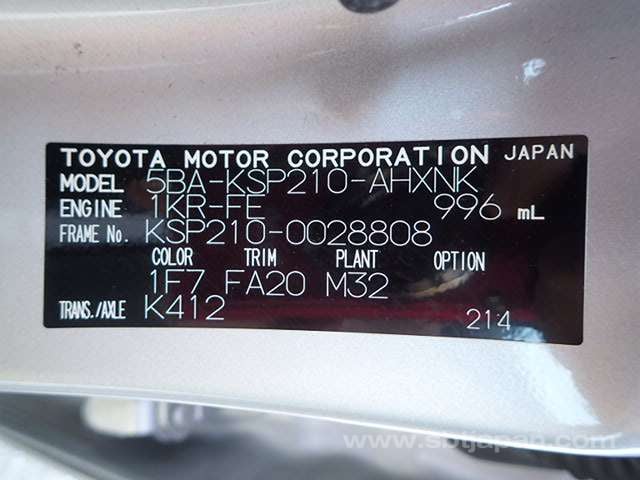 TOYOTA MOTOR CORPORATION JAPAN
MODEL 5BA-KSP210-AHXNK
ENGINE 1KR-FE 996 mL
FRAME No. KSP210-0028808
COLOR TRIM PLANT OPTION
1F7 FA20 M32
TRANS./AXLE K412 214
www.sbtjapan.com